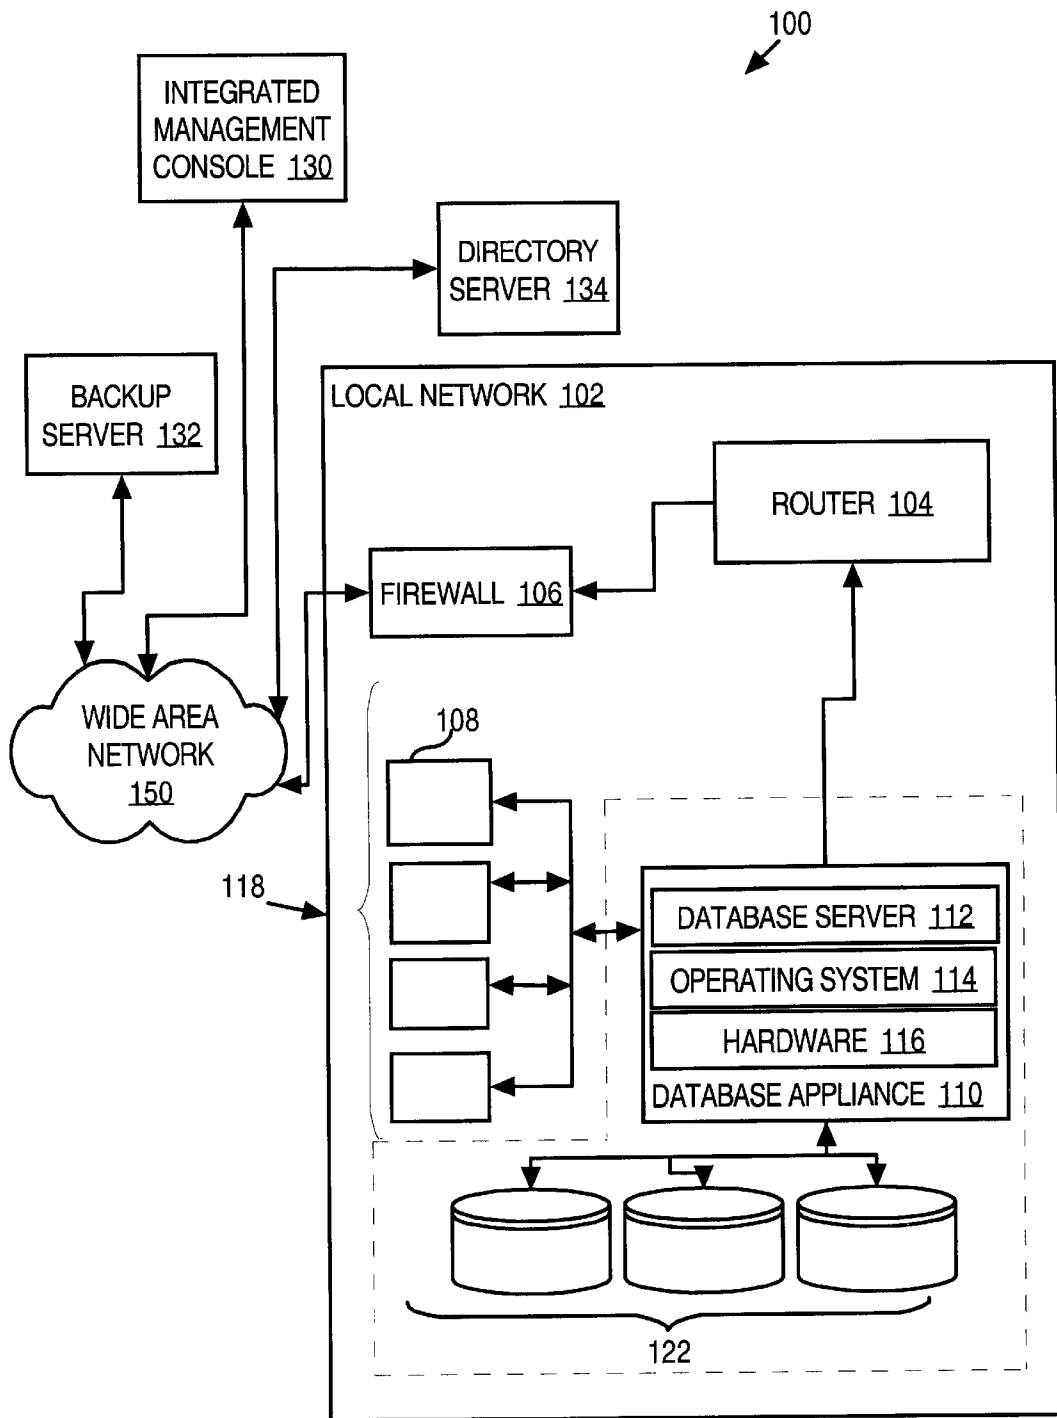 100
INTEGRATED
MANAGEMENT
CONSOLE 130
DIRECTORY
SERVER 134
BACKUP
SERVER 132
LOCAL NETWORK 102
ROUTER 104
FIREWALL 106
WIDE AREA
NETWORK
150
108
118
DATABASE SERVER 112
OPERATING SYSTEM 114
HARDWARE 116
DATABASE APPLIANCE 110
122